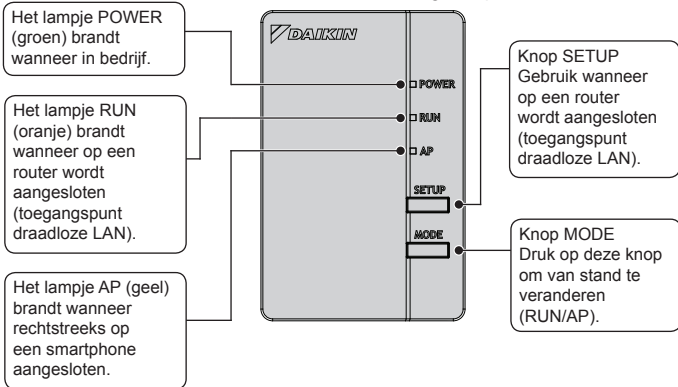 Het lampje POWER
(groen) brandt
wanneer in bedrijf.
Het lampje RUN
(oranje) brandt
wanneer op een
router wordt
aangesloten
(toegangspunt
draadloze LAN).
Het lampje AP (geel)
brandt wanneer
rechtstreeks op
een smartphone
aangesloten.
DAIKIN
POWER
RUN
AP
SETUP
MODE
Knop SETUP
Gebruik wanneer
op een router
wordt aangesloten
(toegangspunt
draadloze LAN).
Knop MODE
Druk op deze knop
om van stand te
veranderen
(RUN/AP).